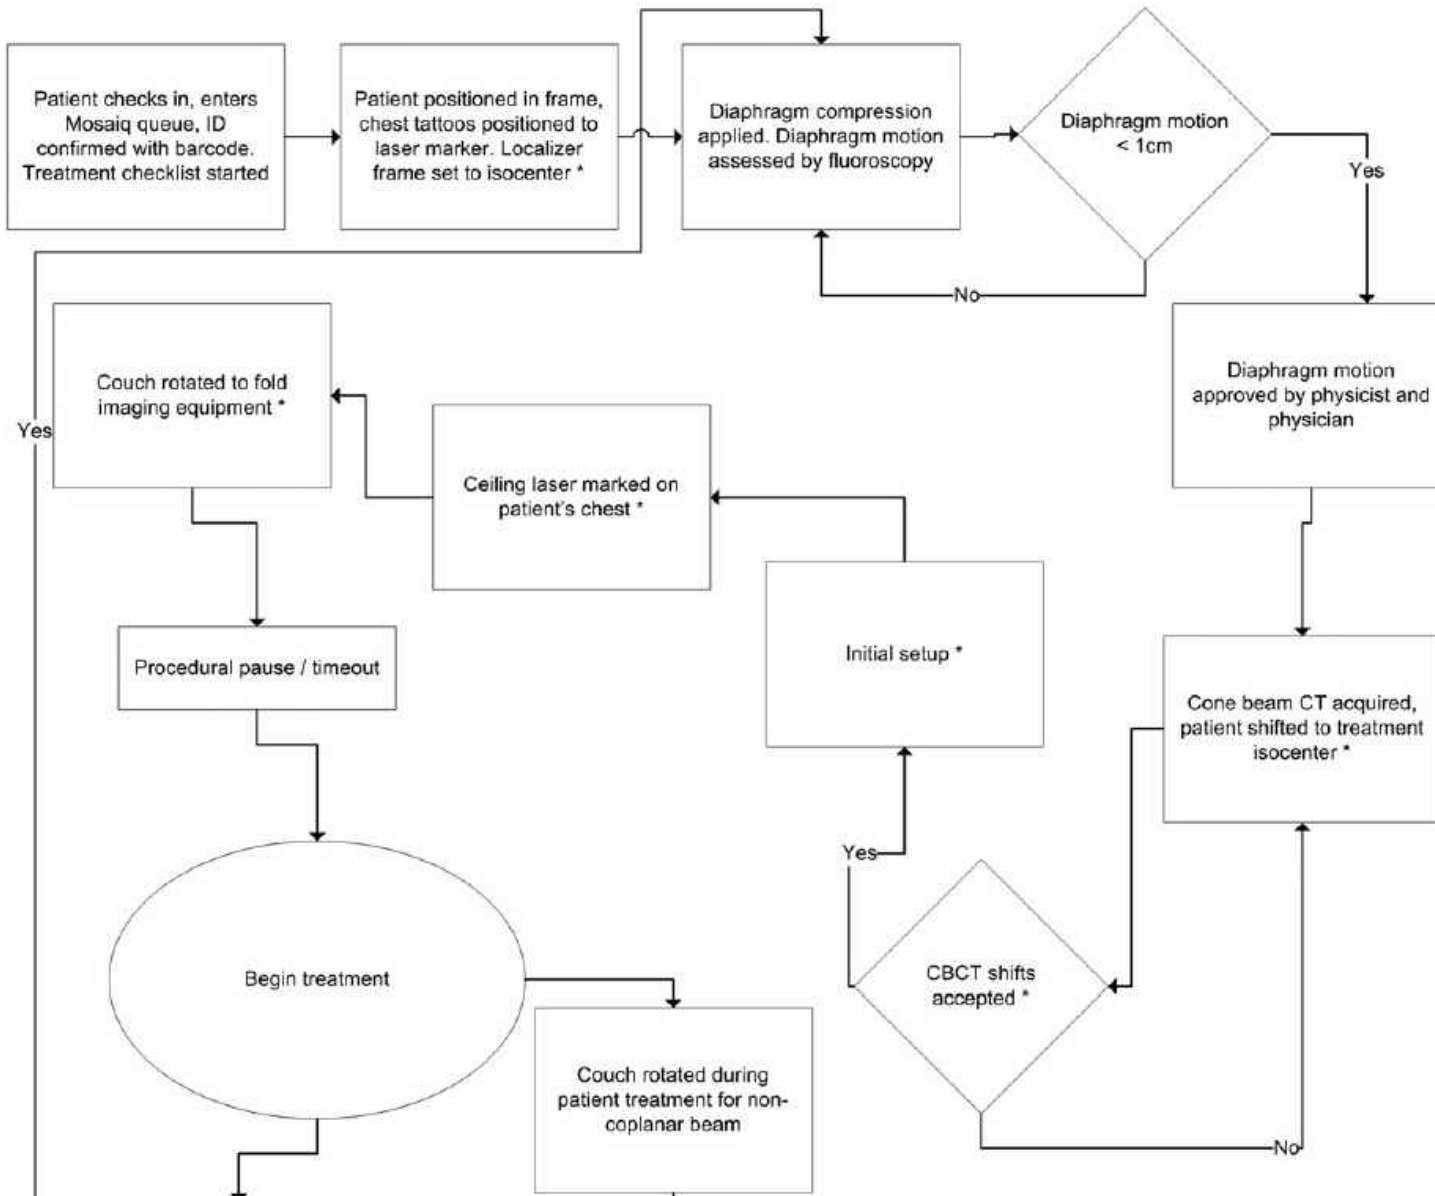 Patient checks in, enters
Mosaiq queue, ID
confirmed with barcode.
Treatment checklist started
Patient positioned in frame,
chest tattoos positioned to
laser marker. Localizer
frame set to isocenter *
Diaphragm compression
applied. Diaphragm motion
assessed by fluoroscopy
Diaphragm motion
< 1cm
Yes
No
Diaphragm motion
approved by physicist and
physician
Couch rotated to fold
imaging equipment *
Yes
Ceiling laser marked on
patient's chest *
Initial setup *
Procedural pause / timeout
Cone beam CT acquired,
patient shifted to treatment
isocenter *
Yes
CBCT shifts
accepted *
No
Begin treatment
Couch rotated during
patient treatment for non-
coplanar beam